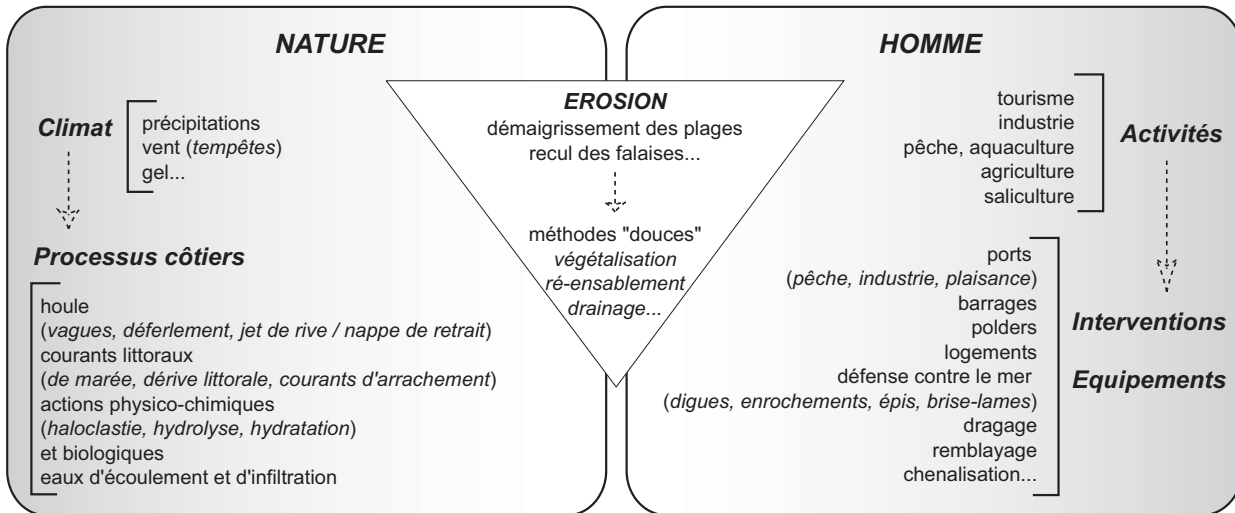 NATURE
Climat
précipitations
vent (tempêtes)
gel...
Processus côtiers
houle
(vagues, déferlement, jet de rive / nappe de retrait)
courants littoraux
(de marée, dérive littorale, courants d'arrachement)
actions physico-chimiques
(haloclastie, hydrolyse, hydratation)
et biologiques
eaux d'écoulement et d'infiltration
EROSION
démaigrissement des plages
recul des falaises...
méthodes "douces"
végétalisation
ré-ensablement
drainage...
HOMME
tourisme
industrie
pêche, aquaculture
agriculture
saliculture
Activités
ports
(pêche, industrie, plaisance)
barrages
polders
logements
défense contre le mer
(digues, enrochements, épis, brise-lames)
dragage
remblayage
chenalisation...
Interventions
Equipements